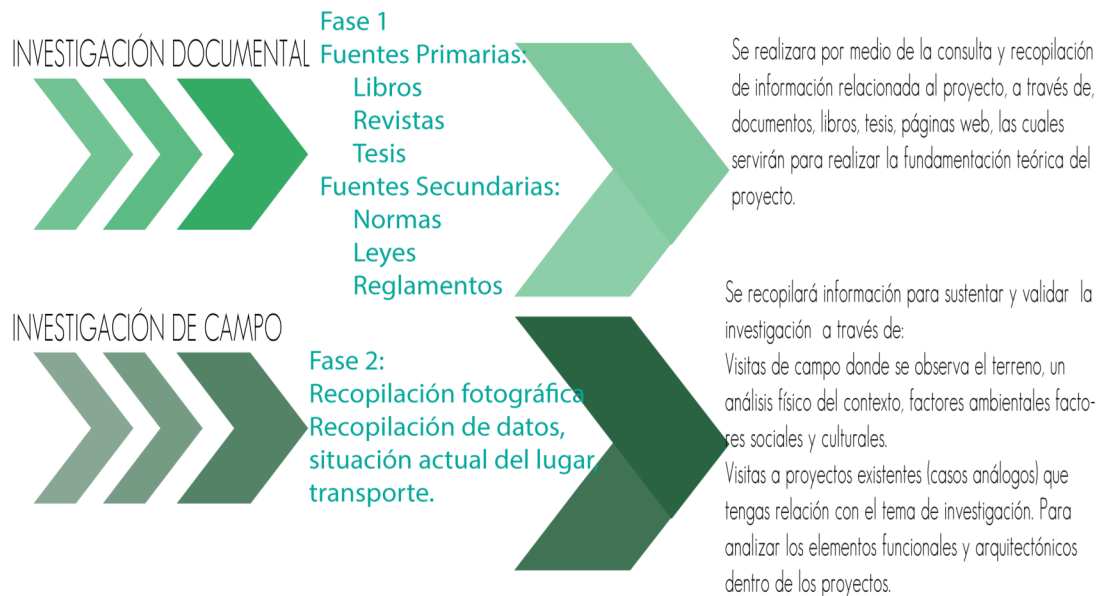 INVESTIGACIÓN DOCUMENTAL
Fase 1
Fuentes Primarias:
Libros
Revistas
Tesis
Fuentes Secundarias:
Normas
Leyes
Reglamentos
Se realizara por medio de la consulta y recopilación
de información relacionada al proyecto, a través de,
documentos, libros, tesis, páginas web, las cuales
servirán para realizar la fundamentación teórica del
proyecto.
INVESTIGACIÓN DE CAMPO
Fase 2:
Recopilación fotográfica
Recopilación de datos,
situación actual del lugar,
transporte.
Se recopilará información para sustentar y validar la
investigación a través de:
Visitas de campo donde se observa el terreno, un
análisis físico del contexto, factores ambientales facto-
res sociales y culturales.
Visitas a proyectos existentes (casos análogos) que
tengas relación con el tema de investigación. Para
analizar los elementos funcionales y arquitectónicos
dentro de los proyectos.